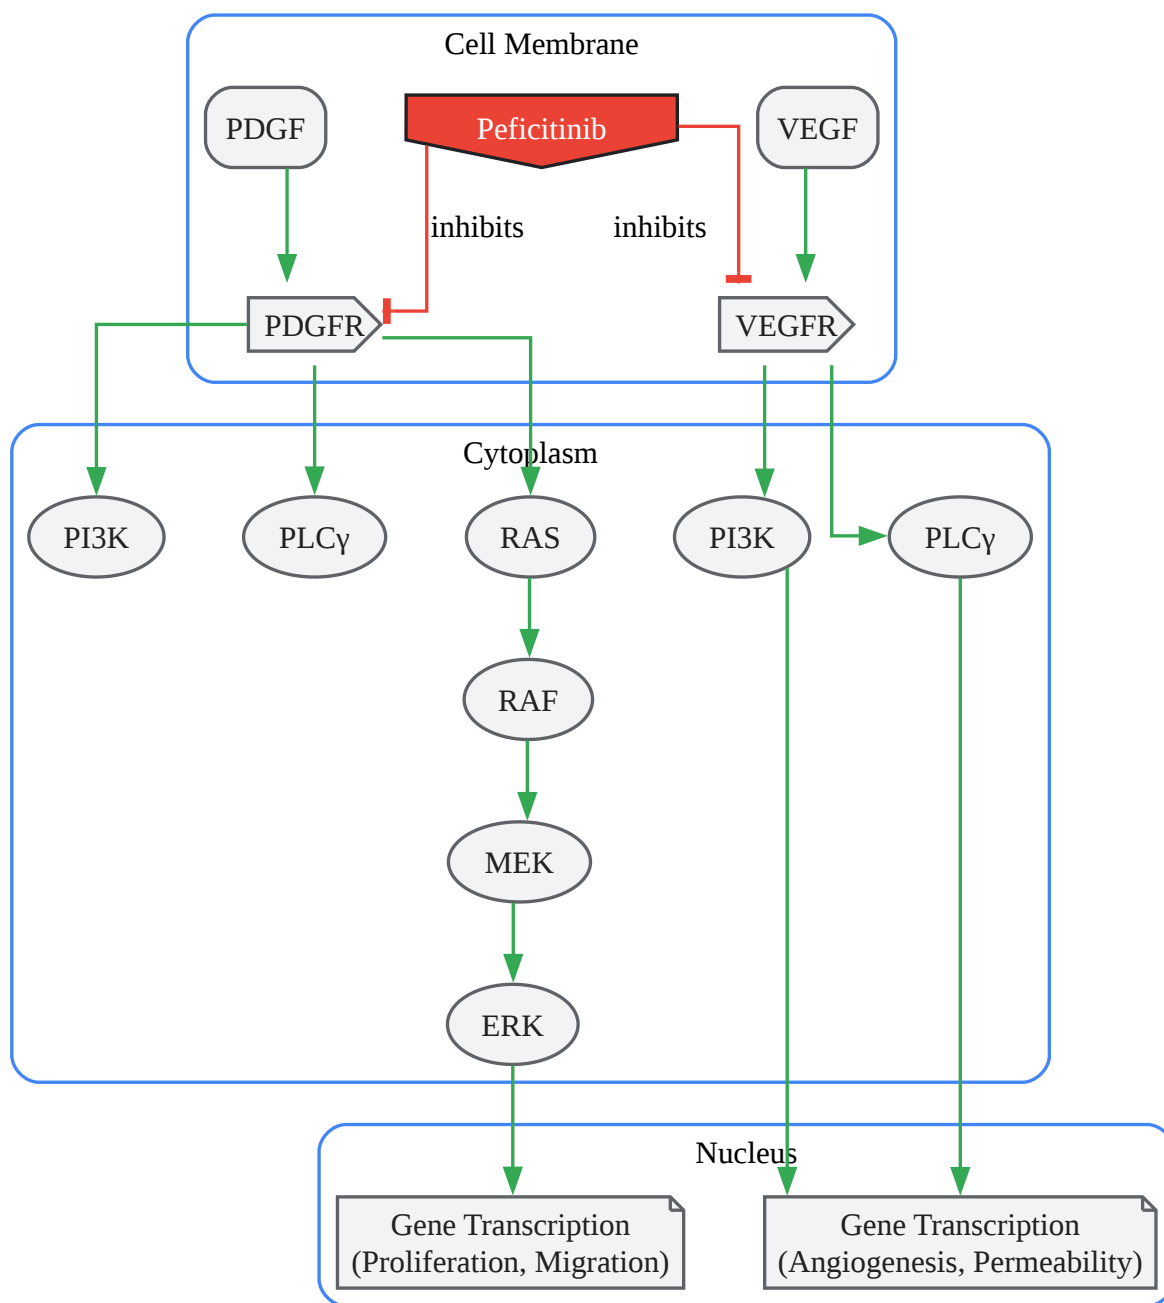 Cell Membrane
PDGF
Peficitinib
VEGF
inhibits
inhibits
PDGFR
VEGFR
Cytoplasm
PI3K
PLCγ
RAS
PI3K
PLCγ
RAF
MEK
ERK
Nucleus
Gene Transcription
(Proliferation, Migration)
Gene Transcription
(Angiogenesis, Permeability)